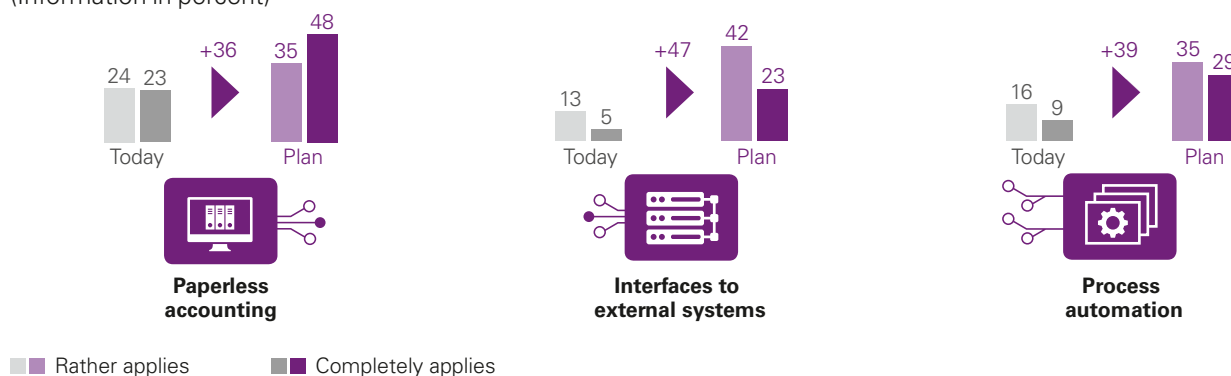 (Information in percent)
24 23 +36 35 48
Today Plan
Paperless
accounting
13 5 +47 42 23
Today Plan
Interfaces to
external systems
16 9 +39 35 29
Today Plan
Process
automation
Rather applies Completely applies